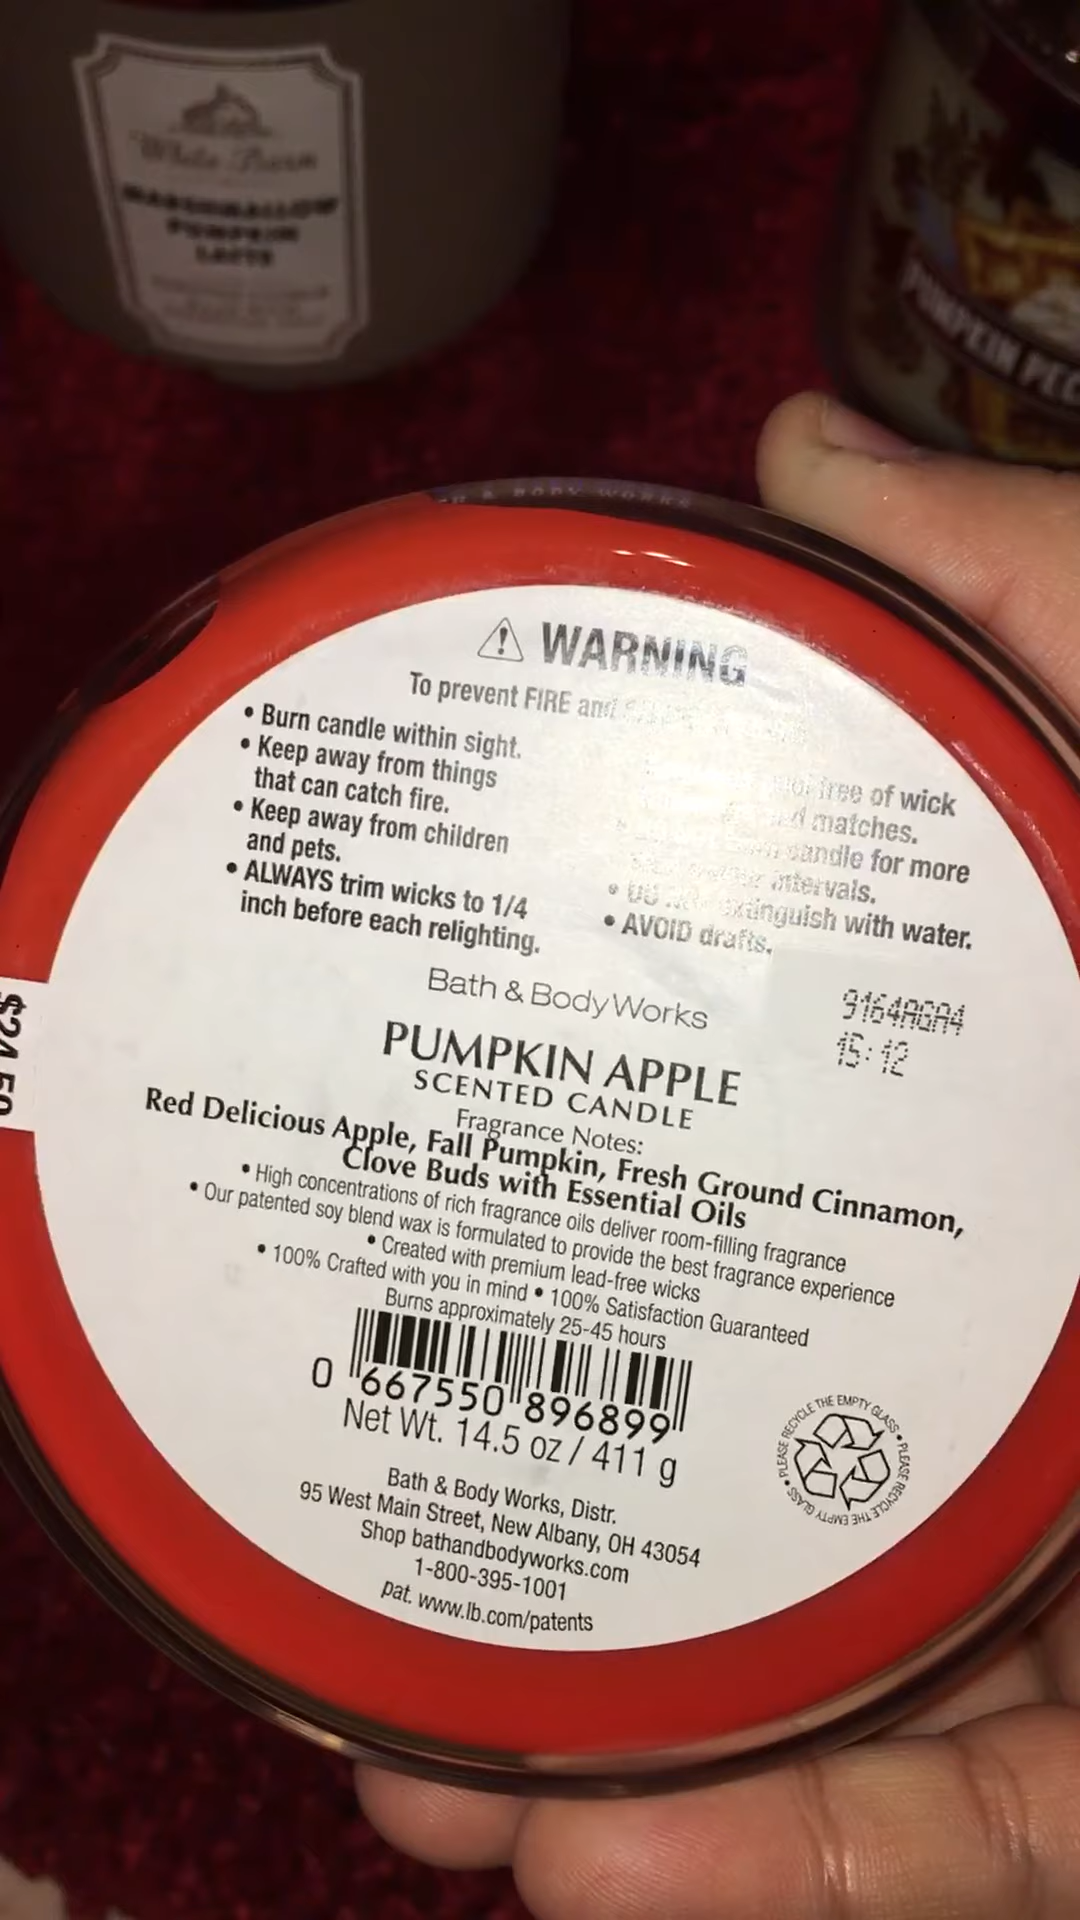 White Barn
MARSHMALLOW
PUMPKIN
LATTE
PUMPKIN PEC
& BODY WORKS
WARNING
To prevent FIRE and
• Burn candle within sight.
• Keep away from things
that can catch fire.
• Keep away from children
and pets.
• ALWAYS trim wicks to 1/4
inch before each relighting.
free of wick
matches.
candle for more
intervals.
extinguish with water.
• AVOID drafts.
9164AGA4
15:12
$24.50
Bath & Body Works
PUMPKIN APPLE
SCENTED CANDLE
Fragrance Notes:
Red Delicious Apple, Fall Pumpkin, Fresh Ground Cinnamon,
Clove Buds with Essential Oils
• High concentrations of rich fragrance oils deliver room-filling fragrance
• Our patented soy blend wax is formulated to provide the best fragrance experience
• Created with premium lead-free wicks
• 100% Crafted with you in mind • 100% Satisfaction Guaranteed
Burns approximately 25-45 hours
0 667550 896899
Net Wt. 14.5 oz / 411 g
PLEASE RECYCLE THE EMPTY GLASS • PLEASE RECYCLE THE EMPTY GLASS •
Bath & Body Works, Distr.
95 West Main Street, New Albany, OH 43054
Shop bathandbodyworks.com
1-800-395-1001
pat. www.lb.com/patents